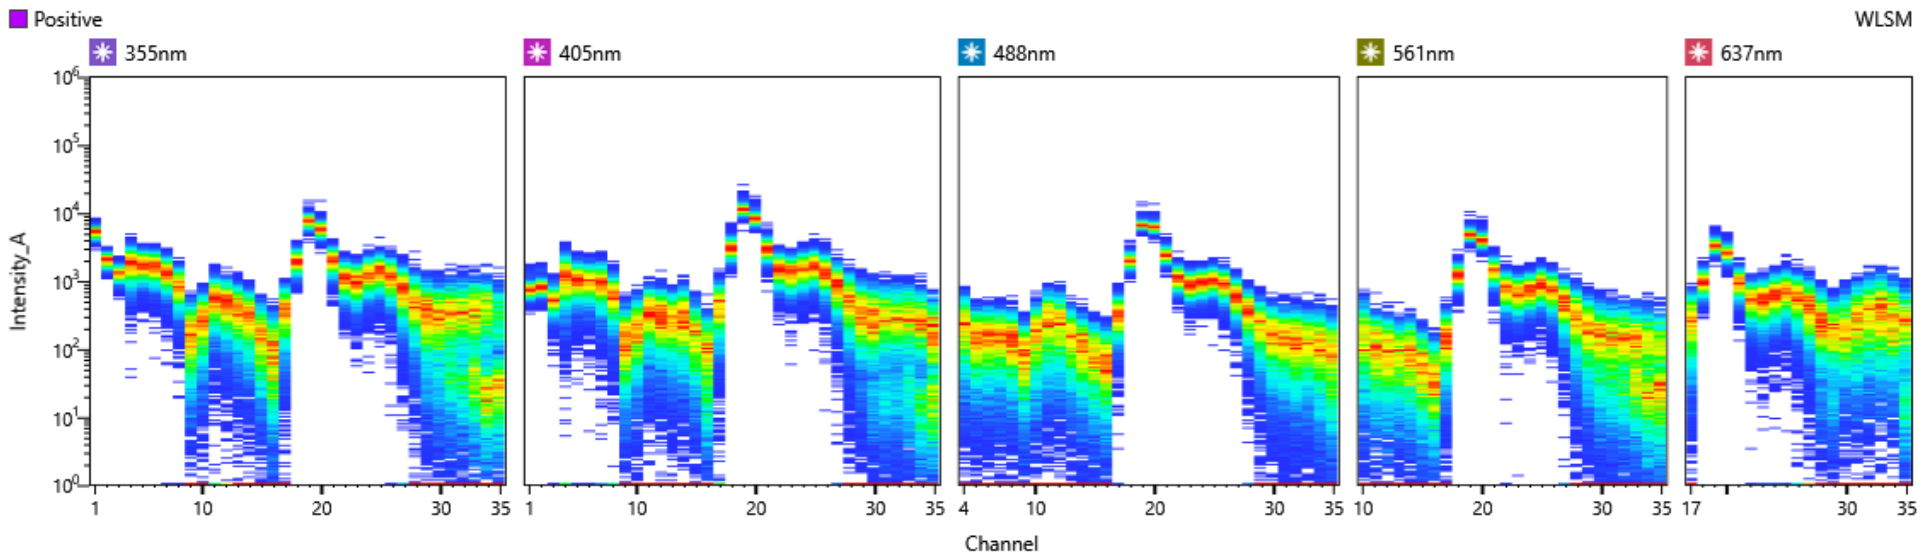 Positive
WLSM
355nm
405nm
488nm
561nm
637nm
Intensity_A
10^6
10^5
10^4
10^3
10^2
10^1
10^0
1 10 20 30 35
1 10 20 30 35
4 10 20 30 35
10 20 30 35
17 30 35
Channel